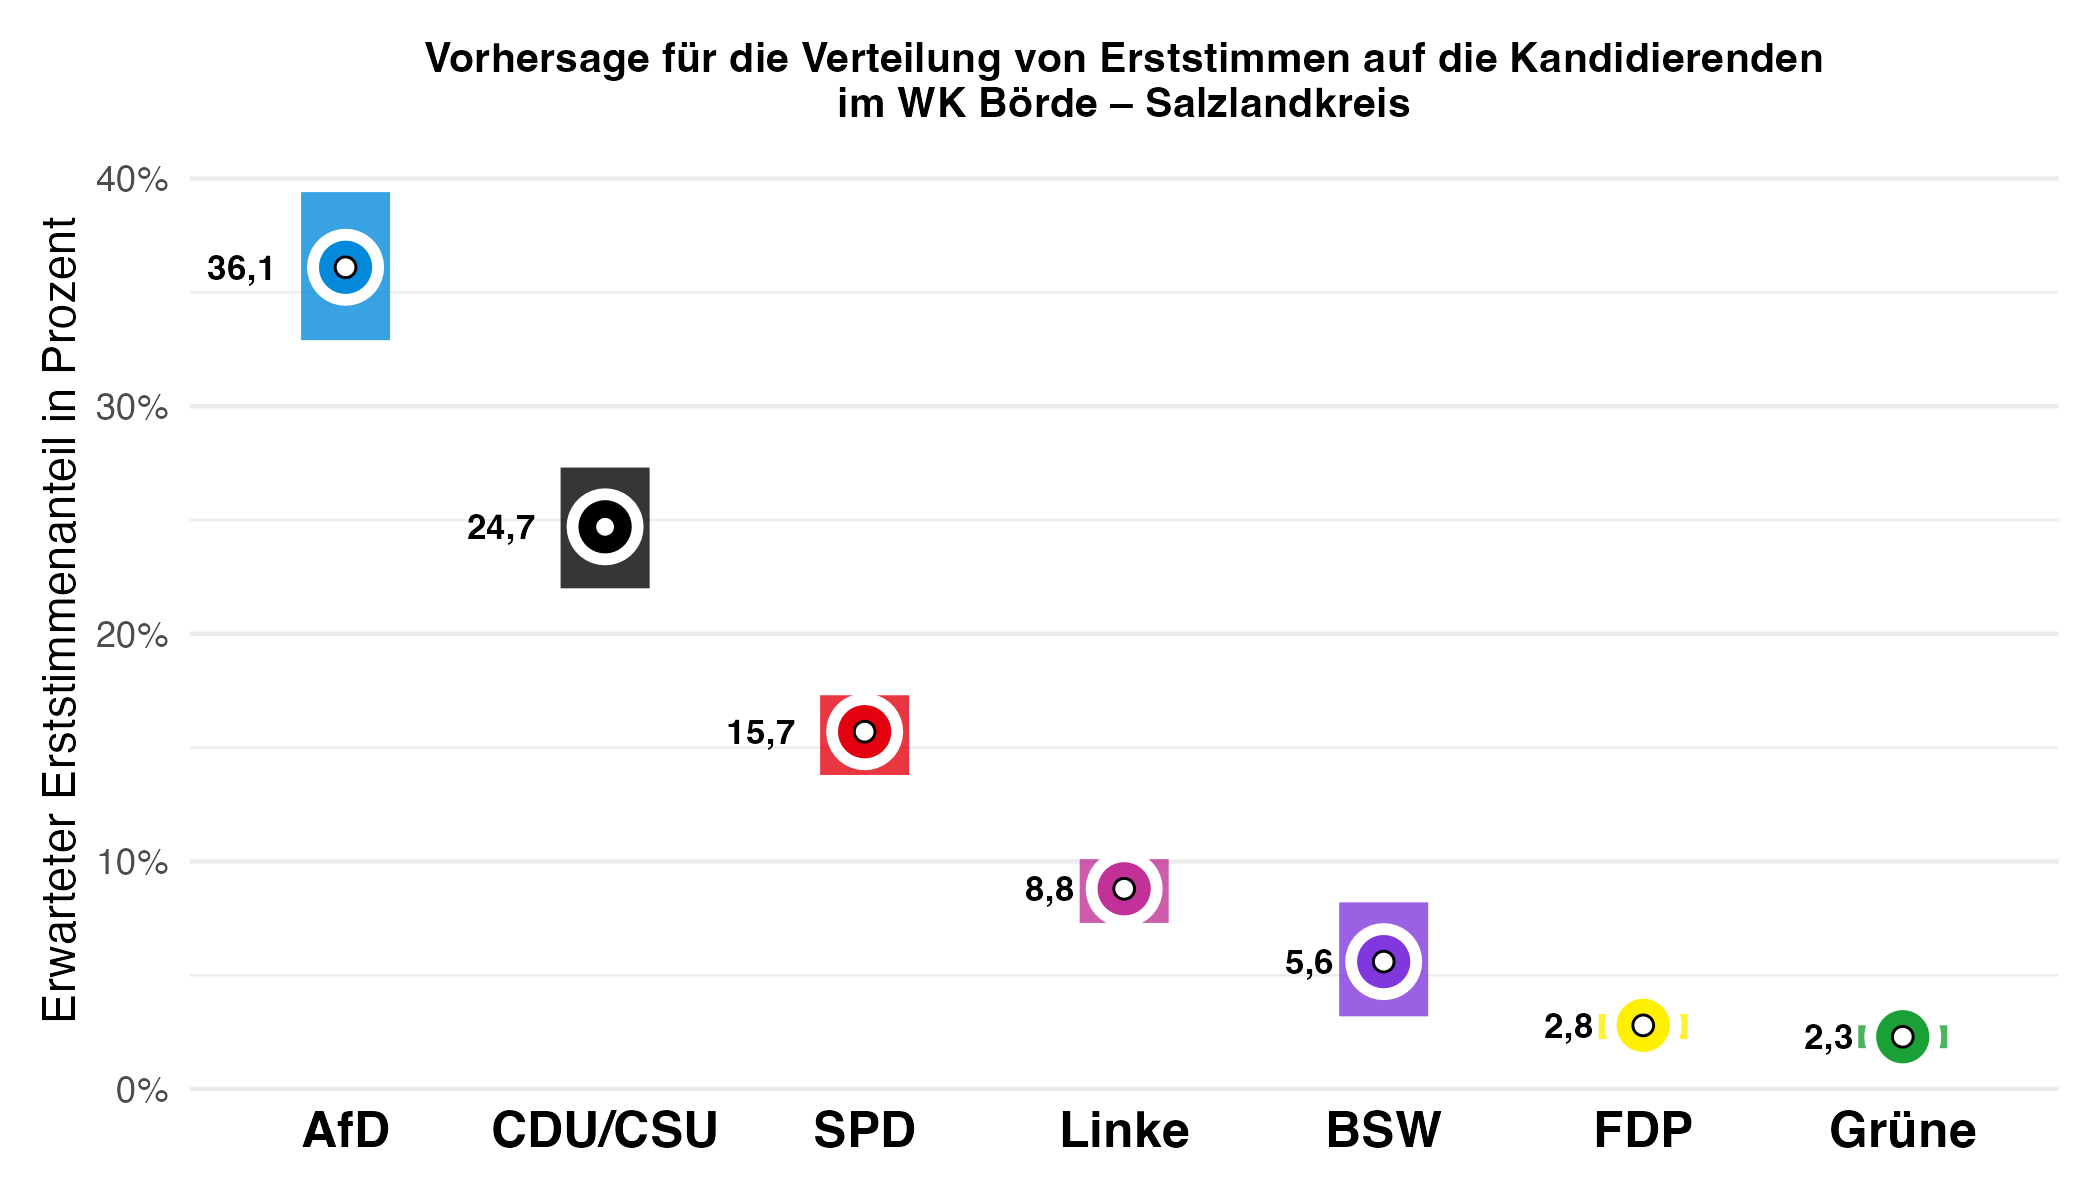 Vorhersage für die Verteilung von Erststimmen auf die Kandidierenden
im WK Börde – Salzlandkreis
Erwarteter Erststimmenanteil in Prozent
40%
30%
20%
10%
0%
36,1
24,7
15,7
8,8
5,6
2,8
2,3
AfD
CDU/CSU
SPD
Linke
BSW
FDP
Grüne